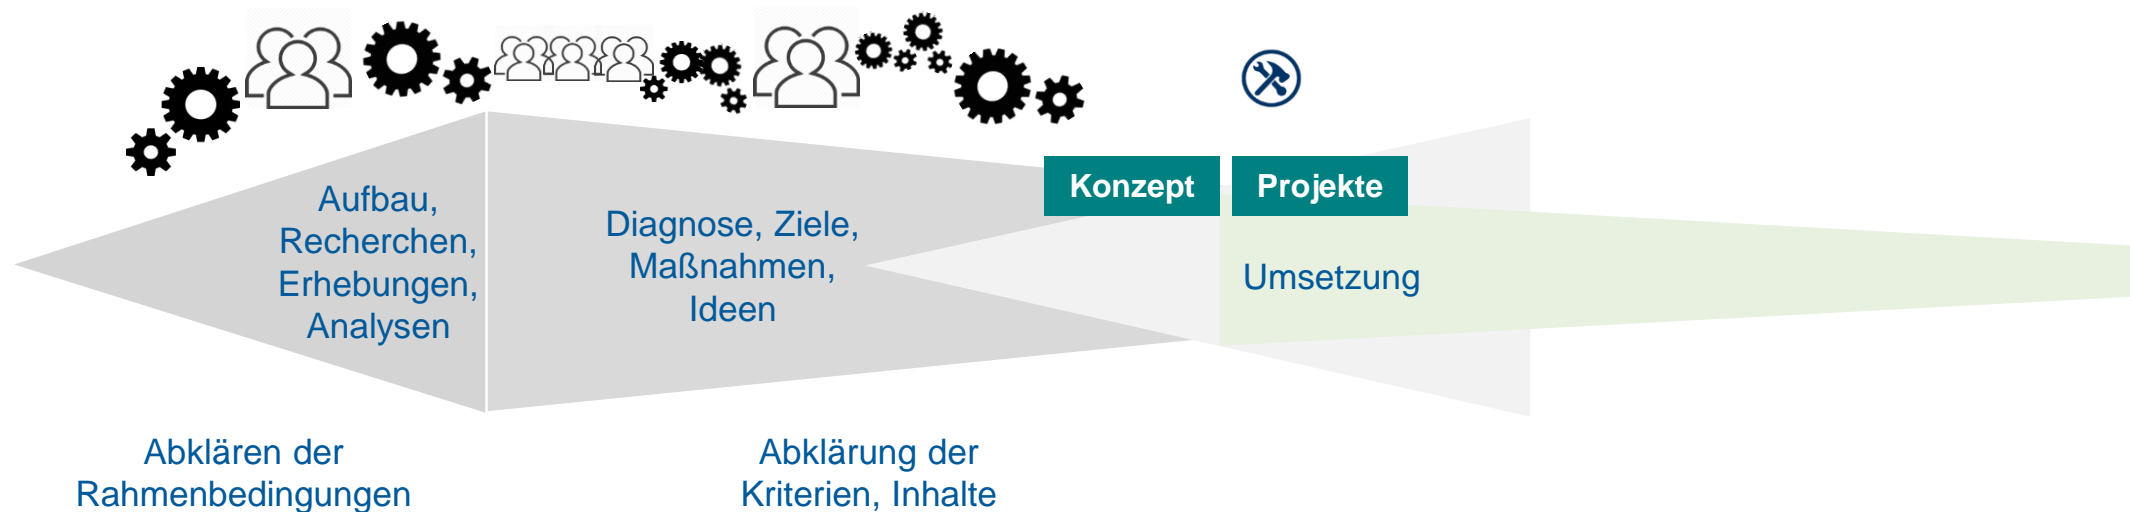 Aufbau,
Recherchen,
Erhebungen,
Analysen
Diagnose, Ziele,
Maßnahmen,
Ideen
Konzept
Projekte
Umsetzung
Abklären der
Rahmenbedingungen
Abklärung der
Kriterien, Inhalte